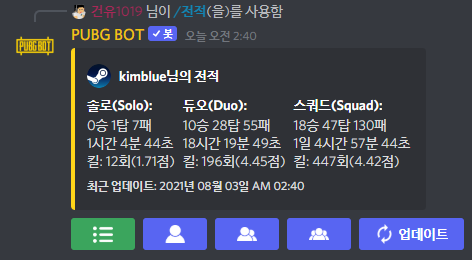 건유1019 님이 /전적(을)를 사용함
PUBG BOT
PUBG BOT ✓ 봇 오늘 오전 2:40
kimblue님의 전적
솔로(Solo): 듀오(Duo): 스쿼드(Squad):
0승 1탑 7패 10승 28탑 55패 18승 47탑 130패
1시간 4분 44초 18시간 19분 49초 1일 4시간 57분 44초
킬: 12회(1.71점) 킬: 196회(4.45점) 킬: 447회(4.42점)
최근 업데이트: 2021년 08월 03일 AM 02:40
업데이트